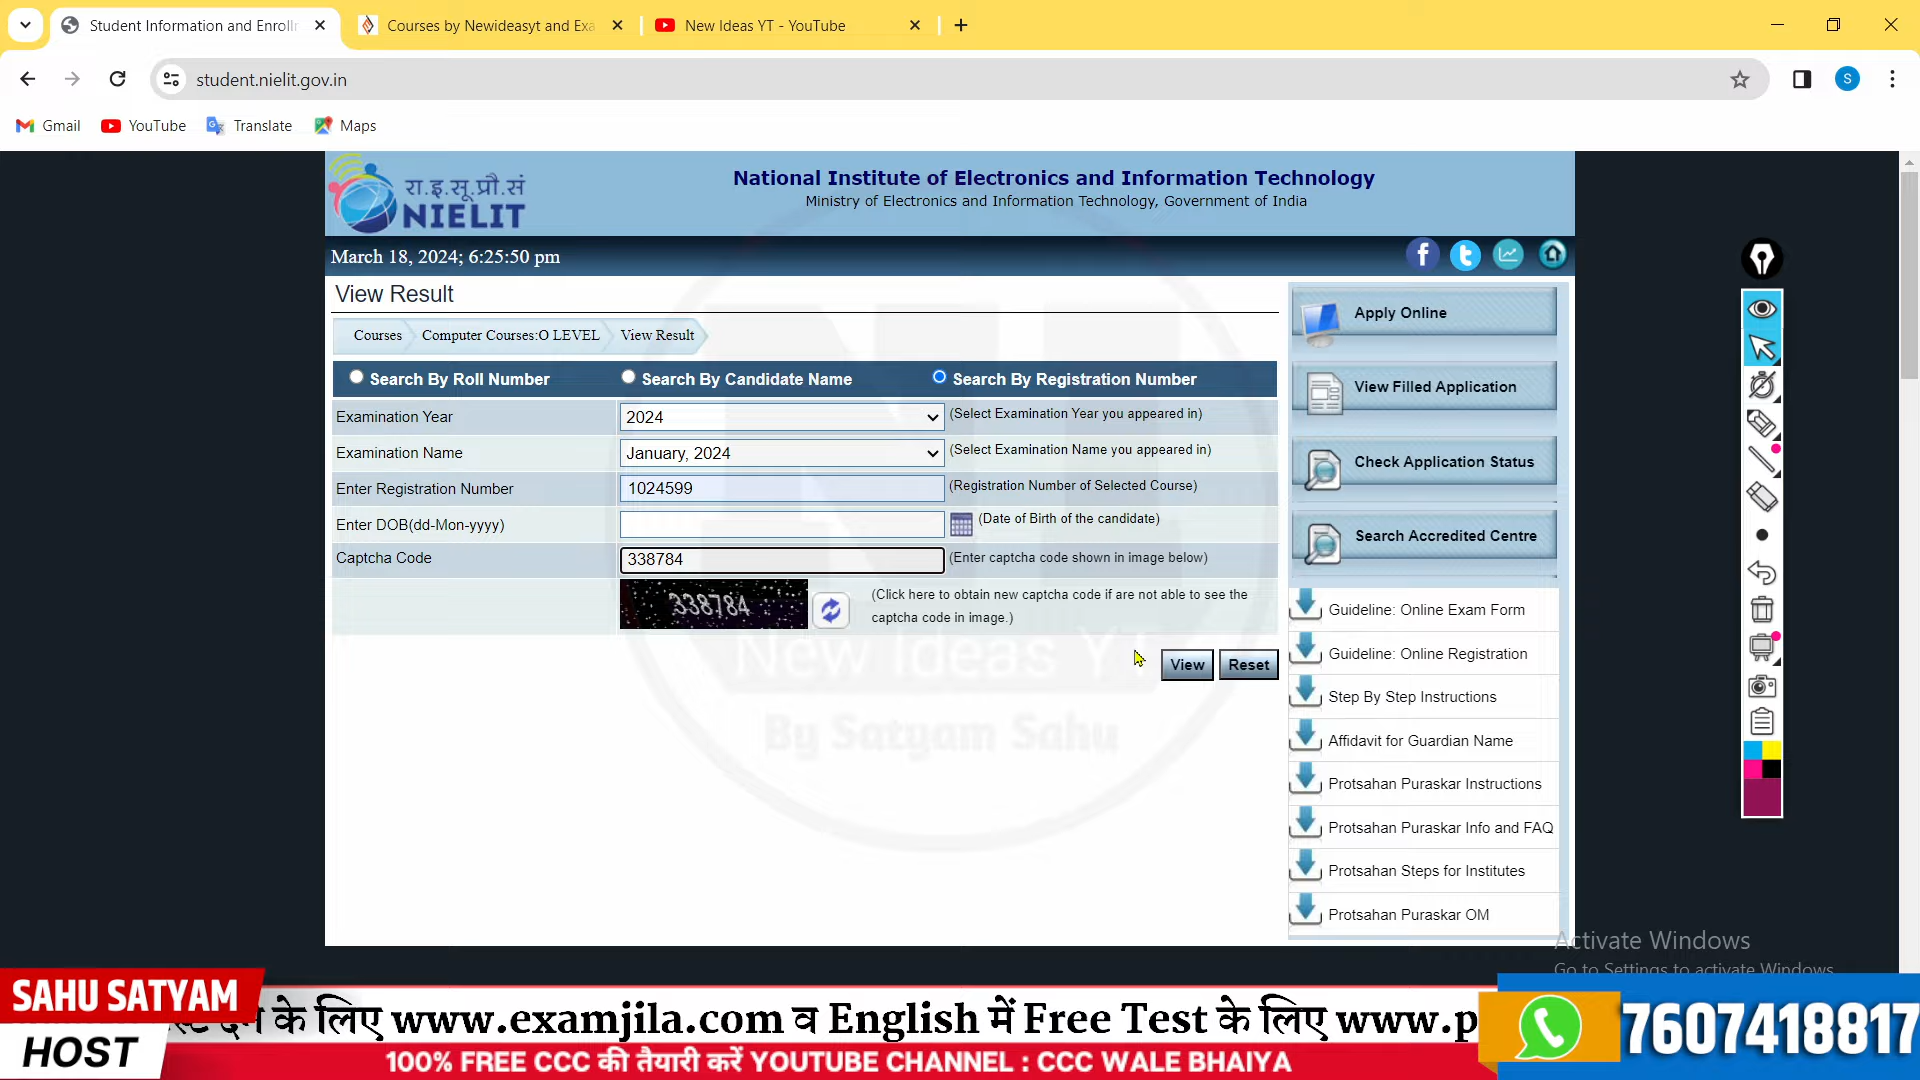 Student Information and Enroll
Courses by Newideasyt and Exa
New Ideas YT - YouTube
student.nielit.gov.in
S
Gmail
YouTube
Translate
Maps
रा.इ.सू.प्रौ.सं
NIELIT
National Institute of Electronics and Information Technology
Ministry of Electronics and Information Technology, Government of India
March 18, 2024; 6:25:50 pm
View Result
Courses
Computer Courses:O LEVEL
View Result
Search By Roll Number
Search By Candidate Name
Search By Registration Number
Examination Year
2024
(Select Examination Year you appeared in)
Examination Name
January, 2024
(Select Examination Name you appeared in)
Enter Registration Number
1024599
(Registration Number of Selected Course)
Enter DOB(dd-Mon-yyyy)
(Date of Birth of the candidate)
Captcha Code
338784
(Enter captcha code shown in image below)
338784
(Click here to obtain new captcha code if are not able to see the
captcha code in image.)
View
Reset
New Ideas YT
By Satyam Sahu
Apply Online
View Filled Application
Check Application Status
Search Accredited Centre
Guideline: Online Exam Form
Guideline: Online Registration
Step By Step Instructions
Affidavit for Guardian Name
Protsahan Puraskar Instructions
Protsahan Puraskar Info and FAQ
Protsahan Steps for Institutes
Protsahan Puraskar OM
Activate Windows
Go to Settings to activate Windows.
SAHU SATYAM
HOST
के लिए www.examjila.com व English में Free Test के लिए www.p
100% FREE CCC की तैयारी करें YOUTUBE CHANNEL : CCC WALE BHAIYA
7607418817